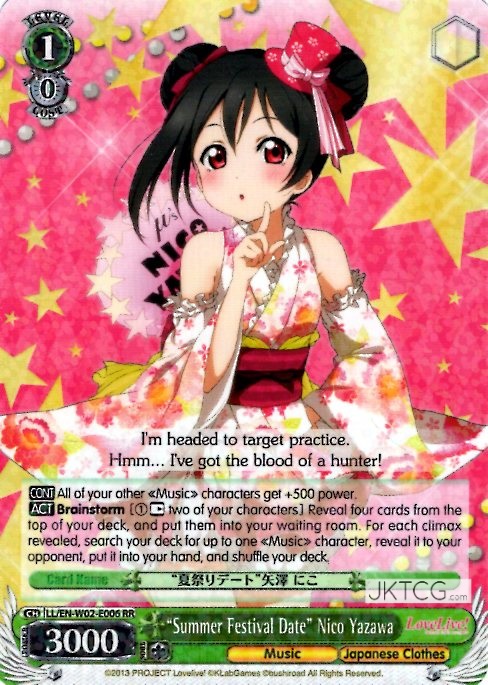 LEVEL
1
0
COST
μ's
NICO
I'm headed to target practice.
Hmm... I've got the blood of a hunter!
CONT All of your other «Music» characters get +500 power.
ACT Brainstorm [① two of your characters] Reveal four cards from the
top of your deck, and put them into your waiting room. For each climax
revealed, search your deck for up to one «Music» character, reveal it to your
opponent, put it into your hand, and shuffle your deck.
Card Name
“夏祭りデート”矢澤 にこ
JKTCG.com
CH LL/EN-W02-E006 RR
POWER 3000 SOUL
“Summer Festival Date” Nico Yazawa
LoveLive!
Music
Japanese Clothes
©2013 PROJECT Lovelive! ©KLabGames ©bushiroad All Rights Reserved.